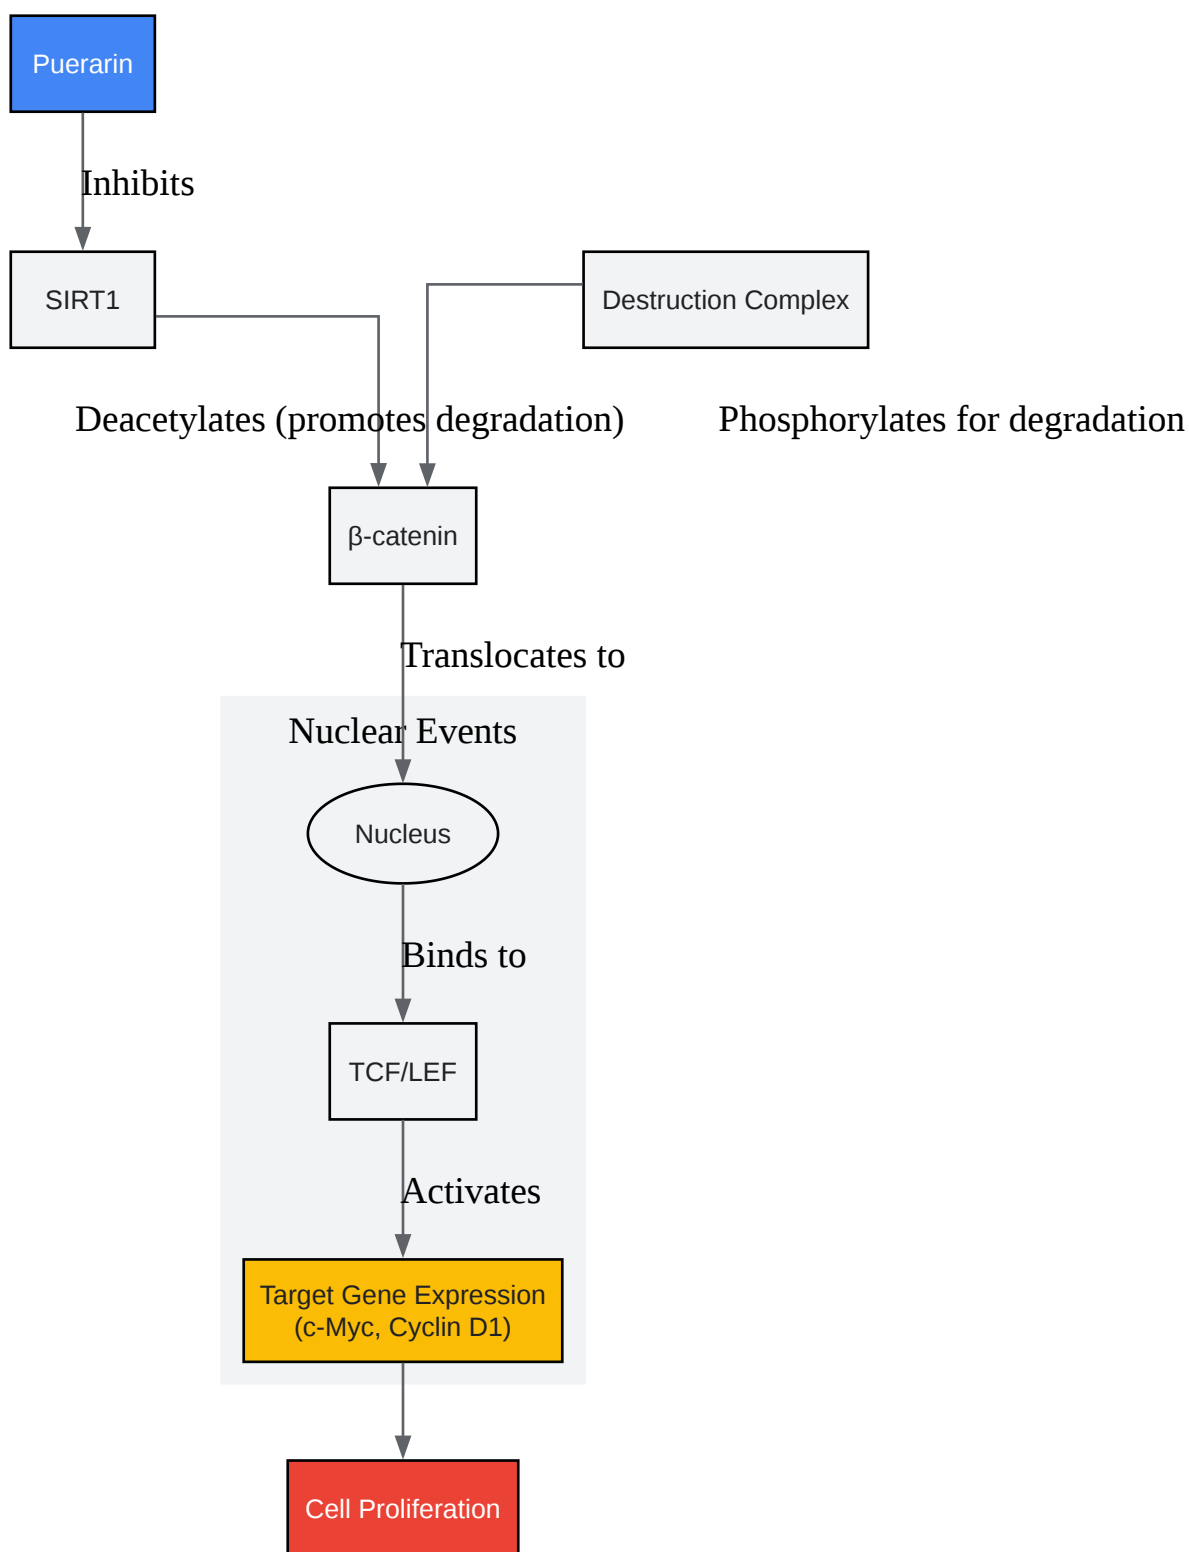 Puerarin
Inhibits
SIRT1
Destruction Complex
Deacetylates (promotes degradation)
Phosphorylates for degradation
β-catenin
Translocates to
Nuclear Events
Nucleus
Binds to
TCF/LEF
Activates
Target Gene Expression
(c-Myc, Cyclin D1)
Cell Proliferation